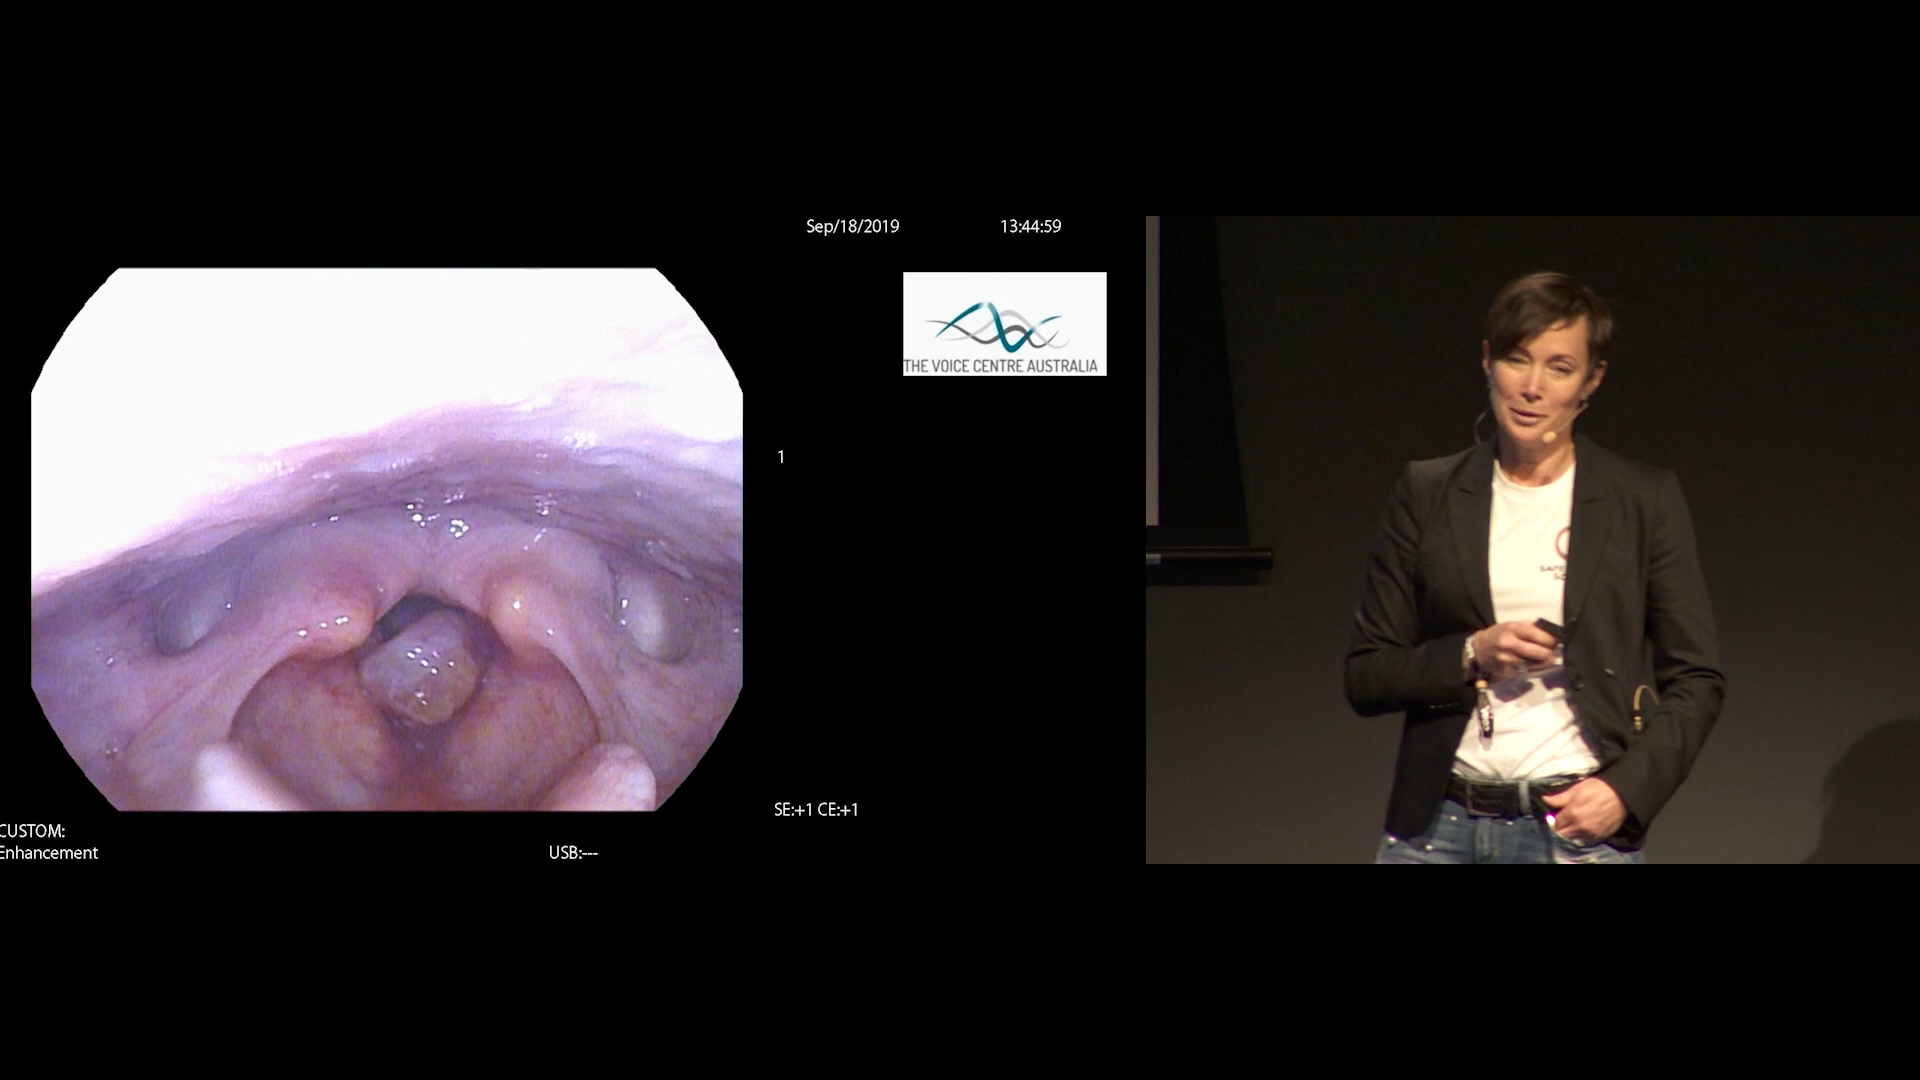 Sep/18/2019 13:44:59
THE VOICE CENTRE AUSTRALIA
1
SE:+1 CE:+1
CUSTOM:
Enhancement
USB:---